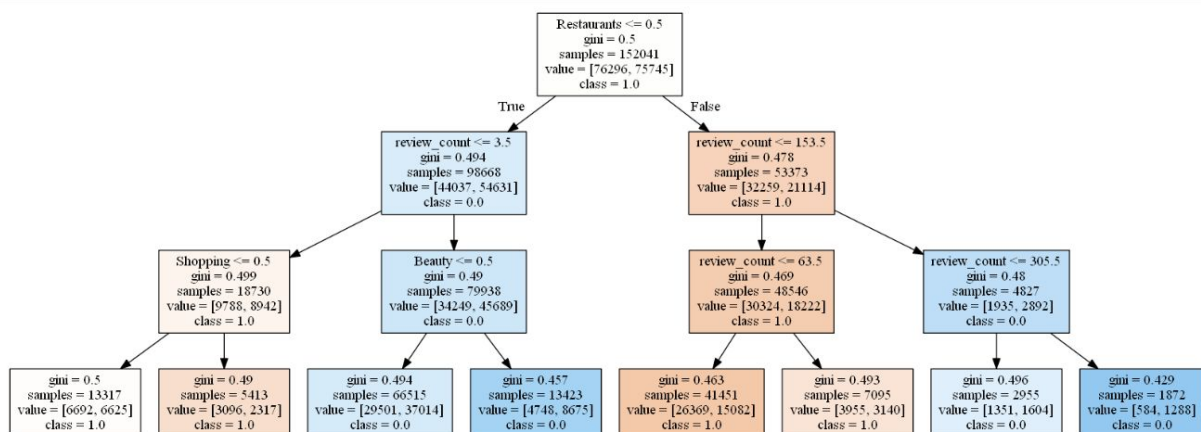 Restaurants <= 0.5
gini = 0.5
samples = 152041
value = [76296, 75745]
class = 1.0
True
False
review_count <= 3.5
gini = 0.494
samples = 98668
value = [44037, 54631]
class = 0.0
review_count <= 153.5
gini = 0.478
samples = 53373
value = [32259, 21114]
class = 1.0
Shopping <= 0.5
gini = 0.499
samples = 18730
value = [9788, 8942]
class = 1.0
Beauty <= 0.5
gini = 0.49
samples = 79938
value = [34249, 45689]
class = 0.0
review_count <= 63.5
gini = 0.469
samples = 48546
value = [30324, 18222]
class = 1.0
review_count <= 305.5
gini = 0.48
samples = 4827
value = [1935, 2892]
class = 0.0
gini = 0.5
samples = 13317
value = [6692, 6625]
class = 1.0
gini = 0.49
samples = 5413
value = [3096, 2317]
class = 1.0
gini = 0.494
samples = 66515
value = [29501, 37014]
class = 0.0
gini = 0.457
samples = 13423
value = [4748, 8675]
class = 0.0
gini = 0.463
samples = 41451
value = [26369, 15082]
class = 1.0
gini = 0.493
samples = 7095
value = [3955, 3140]
class = 1.0
gini = 0.496
samples = 2955
value = [1351, 1604]
class = 0.0
gini = 0.429
samples = 1872
value = [584, 1288]
class = 0.0